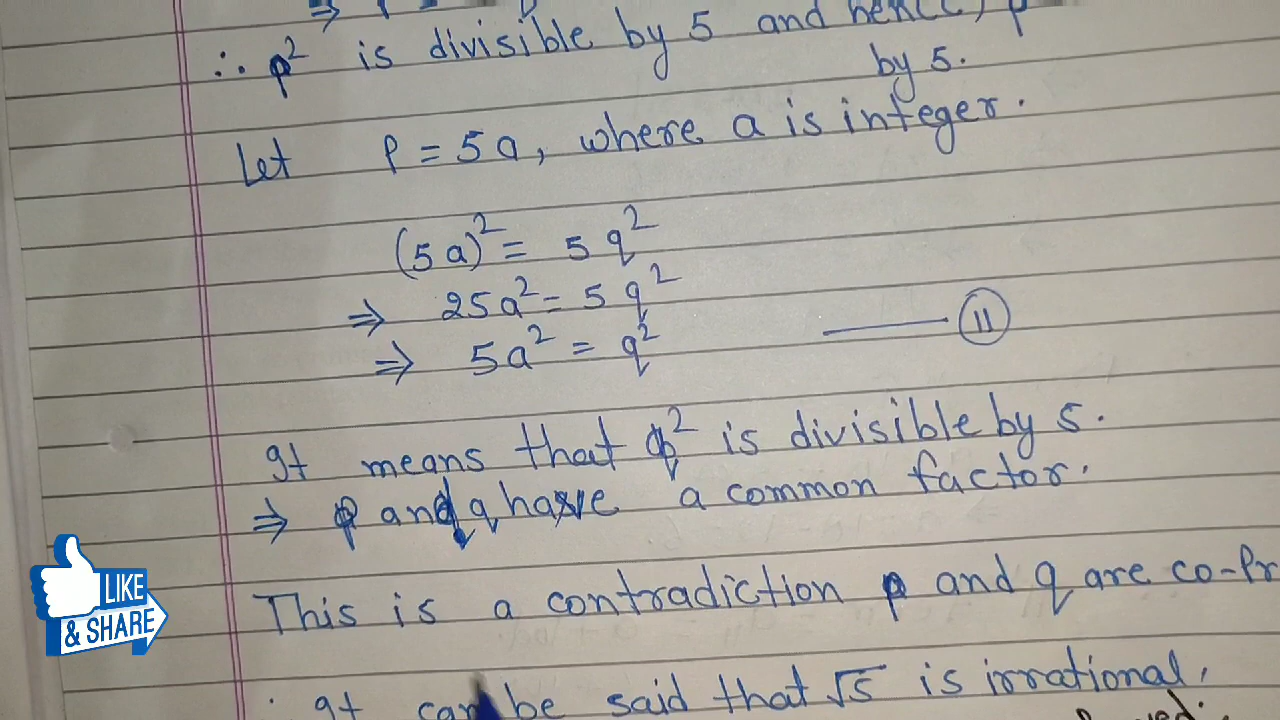 ∴ p² is divisible by 5 and hence, p
by 5.
Let p = 5a, where a is integer.
(5a)² = 5q²
⇒ 25a² = 5q²
⇒ 5a² = q² —— (II)
It means that q² is divisible by 5.
⇒ p and q have a common factor.
This is a contradiction p and q are co-Pr
It can be said that √5 is irrational.
LIKE
& SHARE